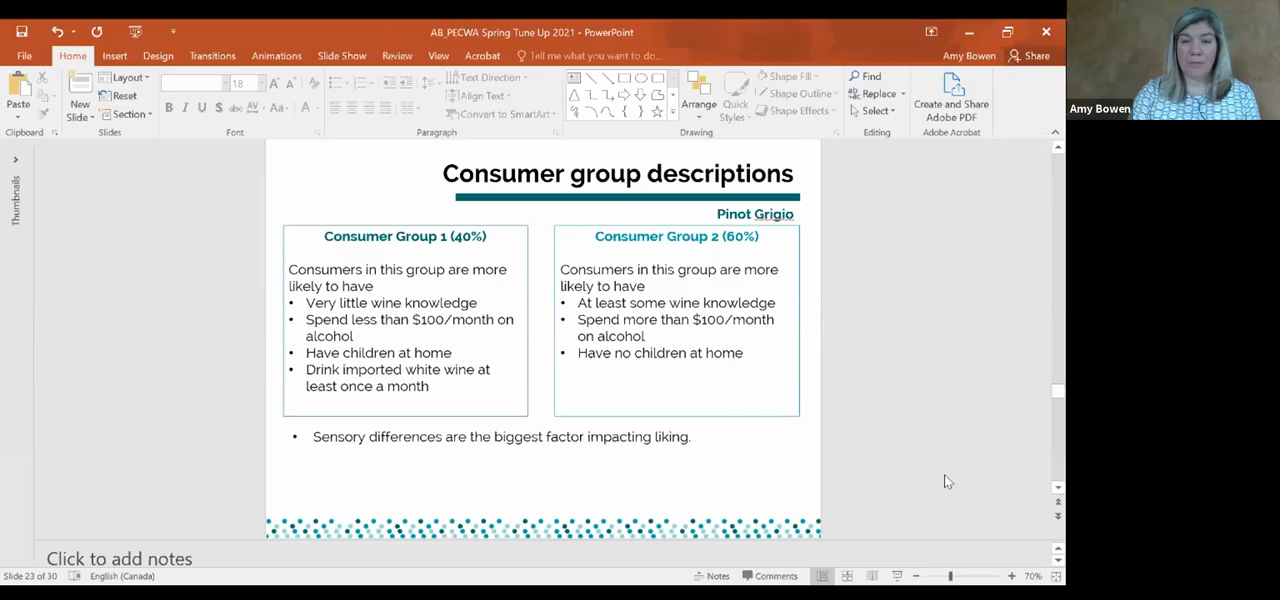 AB_PECWA Spring Tune Up 2021 - PowerPoint
File Home Insert Design Transitions Animations Slide Show Review View Acrobat Tell me what you want to do... Amy Bowen Share
Paste
Clipboard
New Slide
Layout
Reset
Section
Slides
18
B I U S abc AV Aa A
Font
Text Direction
Align Text
Convert to SmartArt
Paragraph
Arrange
Quick Styles
Shape Fill
Shape Outline
Shape Effects
Drawing
Find
Replace
Select
Editing
Create and Share
Adobe PDF
Adobe Acrobat
Amy Bowen
Thumbnails
Consumer group descriptions
Pinot Grigio
Consumer Group 1 (40%)
Consumers in this group are more
likely to have
• Very little wine knowledge
• Spend less than $100/month on
alcohol
• Have children at home
• Drink imported white wine at
least once a month
Consumer Group 2 (60%)
Consumers in this group are more
likely to have
• At least some wine knowledge
• Spend more than $100/month
on alcohol
• Have no children at home
• Sensory differences are the biggest factor impacting liking.
Click to add notes
Slide 23 of 30 English (Canada) Notes Comments 70%